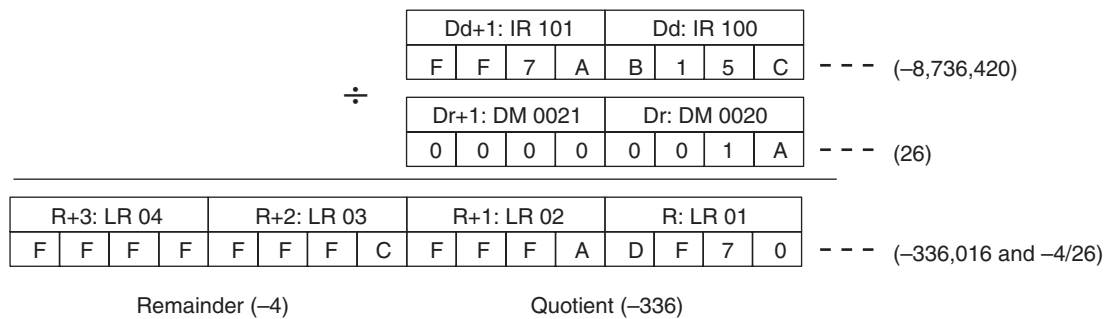 Dd+1: IR 101 Dd: IR 100
F F 7 A B 1 5 C – – – (–8,736,420)
÷
Dr+1: DM 0021 Dr: DM 0020
0 0 0 0 0 0 1 A – – – (26)
R+3: LR 04 R+2: LR 03 R+1: LR 02 R: LR 01
F F F F F F F C F F F A D F 7 0 – – – (–336,016 and –4/26)
Remainder (–4) Quotient (–336)